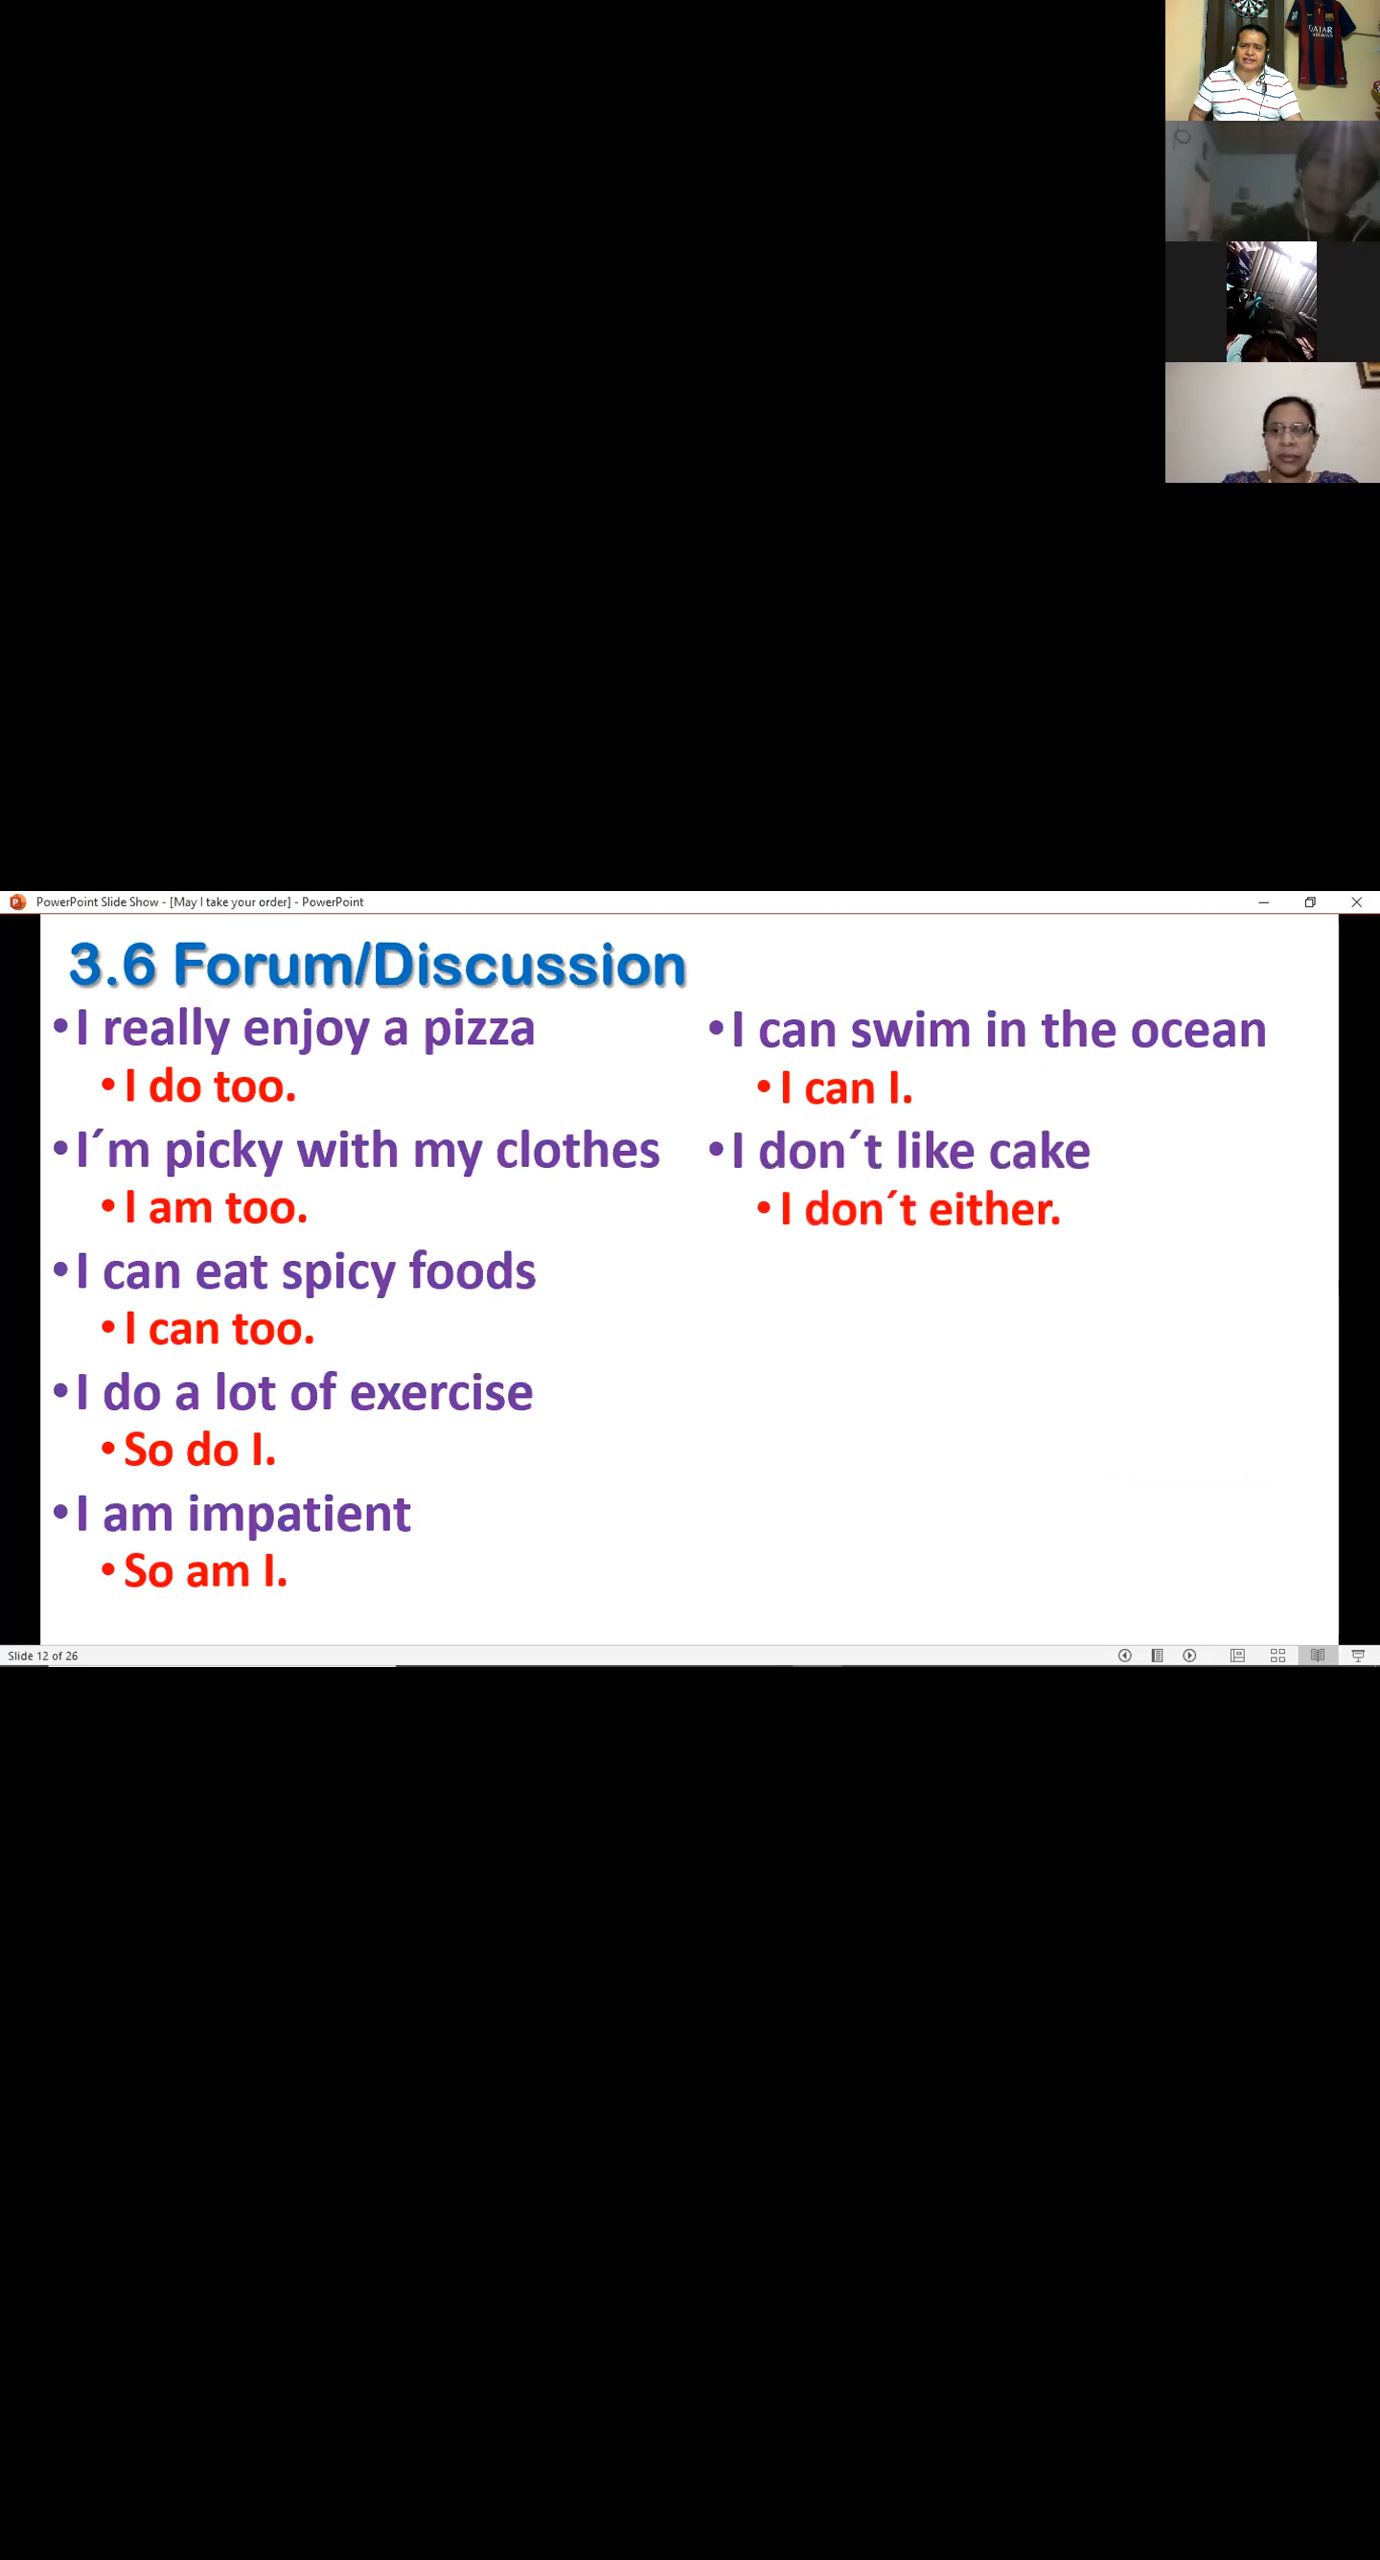 QATAR
AIRWAYS
PowerPoint Slide Show - [May I take your order] - PowerPoint
3.6 Forum/Discussion
•I really enjoy a pizza
•I do too.
•I´m picky with my clothes
•I am too.
•I can eat spicy foods
•I can too.
•I do a lot of exercise
•So do I.
•I am impatient
•So am I.
•I can swim in the ocean
•I can I.
•I don´t like cake
•I don´t either.
Slide 12 of 26